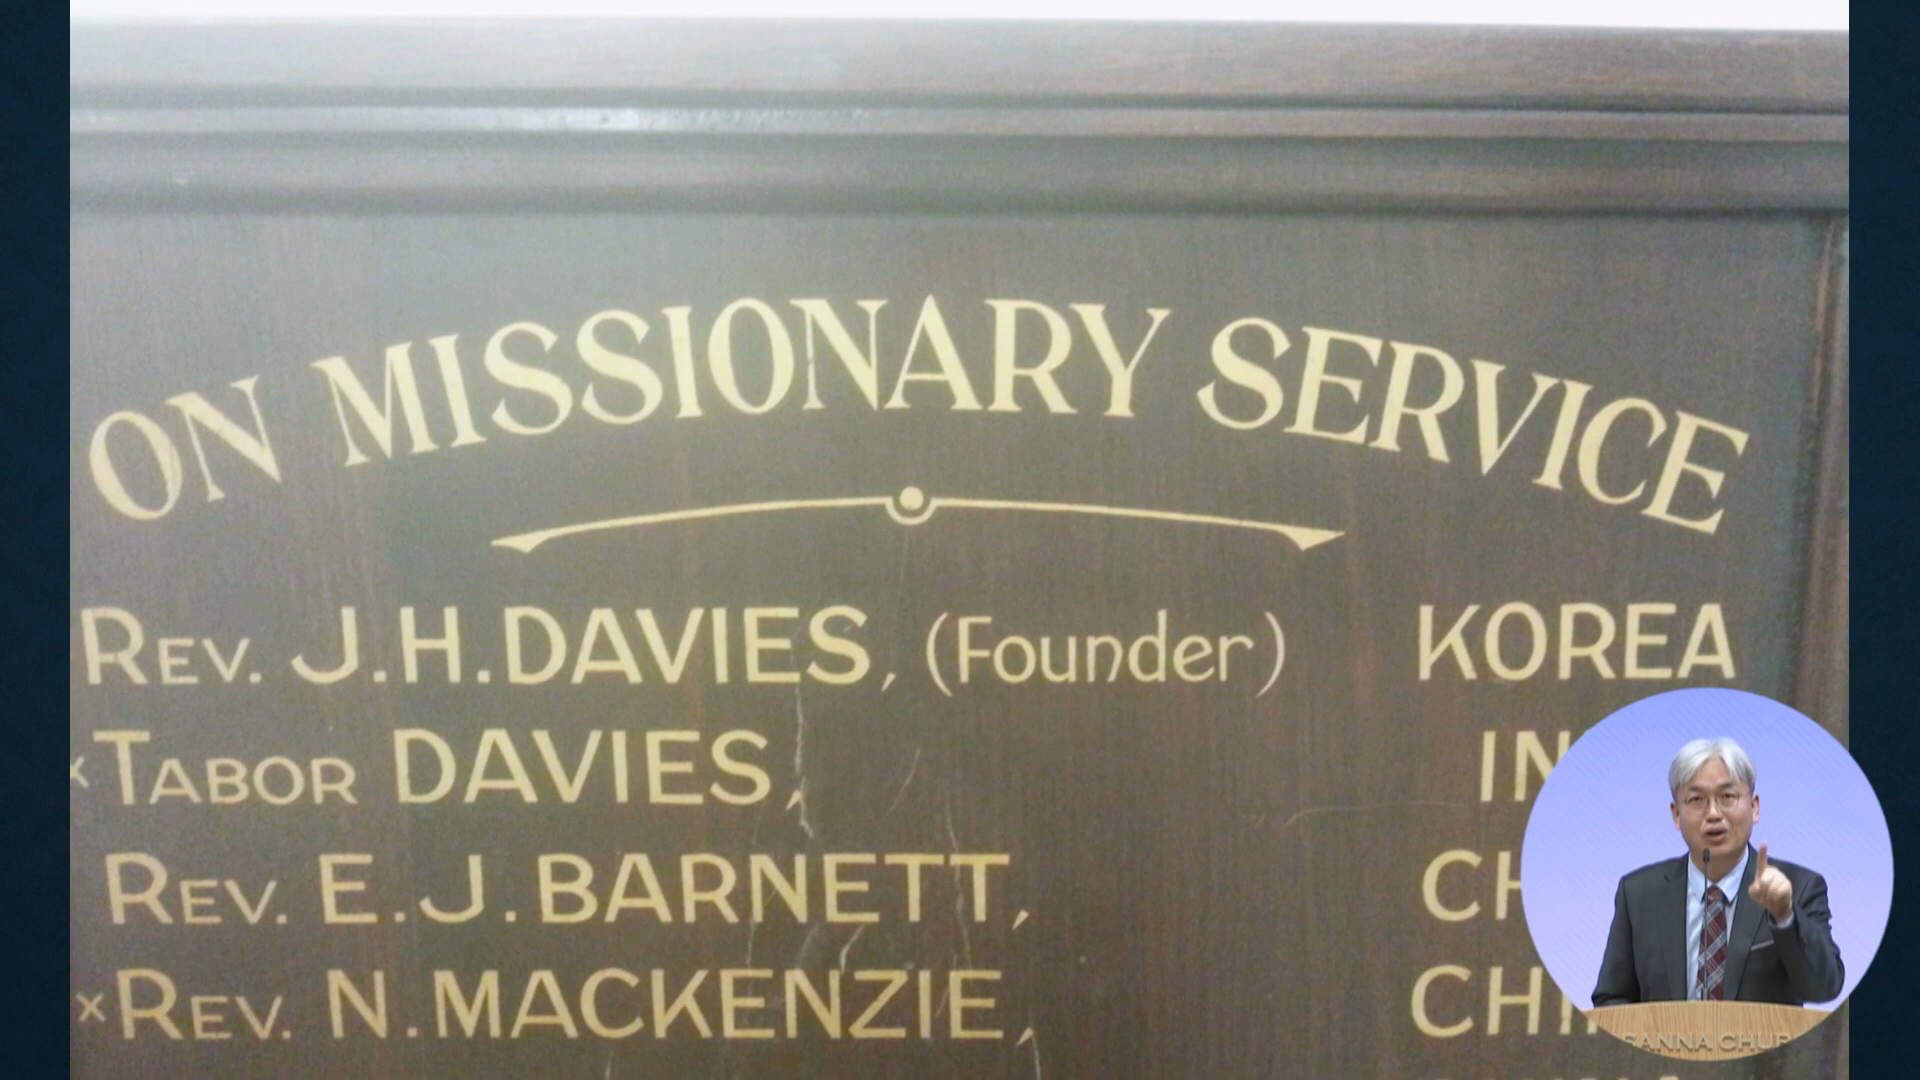 ON MISSIONARY SERVICE
REV. J.H.DAVIES, (Founder) KOREA
×TABOR DAVIES,
REV. E.J.BARNETT,
×REV. N.MACKENZIE,